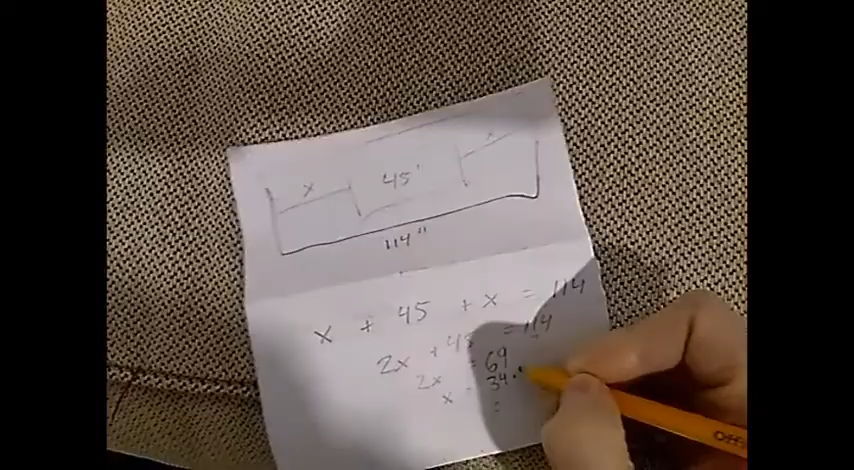 x
x
45'
114"
x + 45 + x = 114
2x + 45 = 114
2x = 69
x = 34.
=